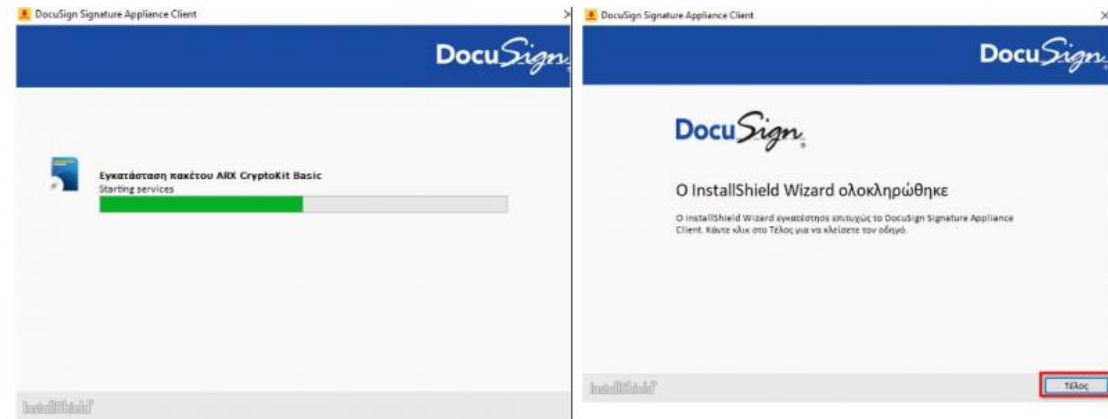 DocuSign Signature Appliance Client
DocuSign
Εγκατάσταση πακέτου ARX CryptoKit Basic
Starting services
InstallShield
DocuSign Signature Appliance Client
DocuSign
DocuSign
Ο InstallShield Wizard ολοκληρώθηκε
Ο InstallShield Wizard εγκατέστησε επιτυχώς το DocuSign Signature Appliance
Client. Κάντε κλικ στο Τέλος για να κλείσετε τον οδηγό.
InstallShield
Τέλος